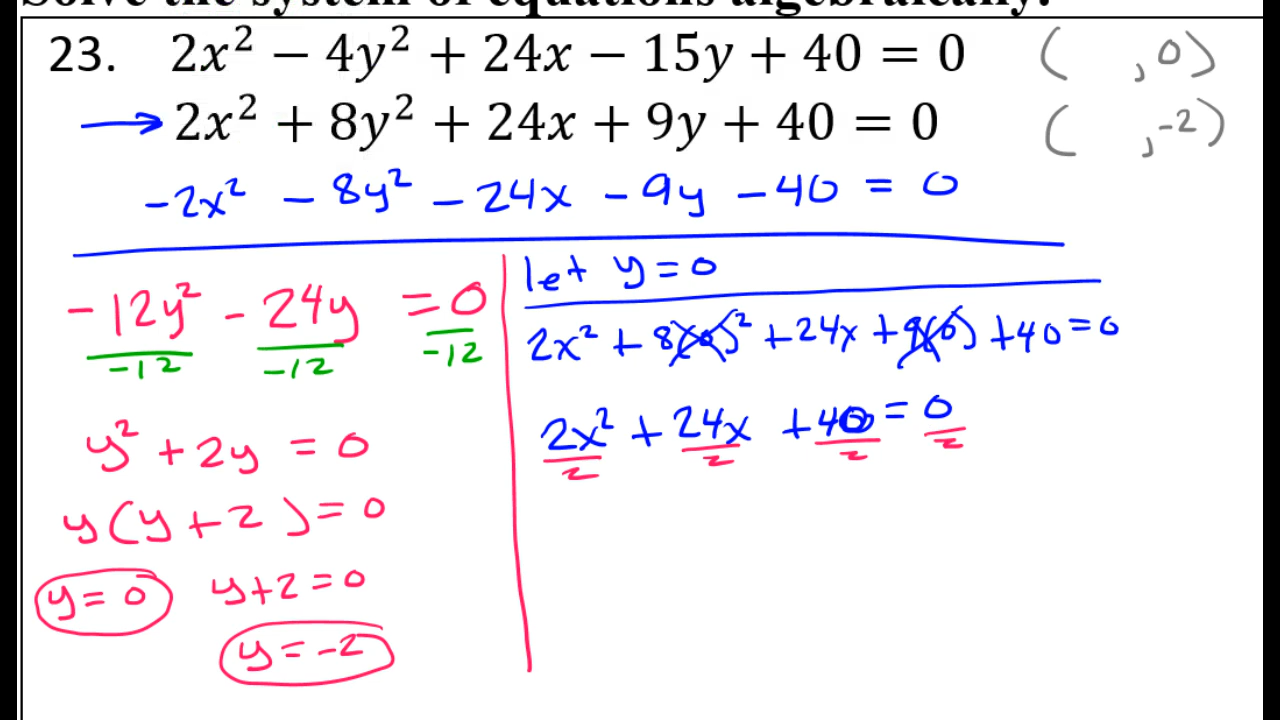 Solve the system of equations algebraically.
23. 2x² − 4y² + 24x − 15y + 40 = 0 ( , 0)
→ 2x² + 8y² + 24x + 9y + 40 = 0 ( , -2)
-2x² - 8y² - 24x - 9y - 40 = 0
-12y² - 24y = 0
-12 -12 -12
y² + 2y = 0
y(y + 2) = 0
y = 0 y+2 = 0
y = -2
let y = 0
2x² + 8(0)² + 24x + 9(0) + 40 = 0
2x² + 24x + 40 = 0
2 2 2 2